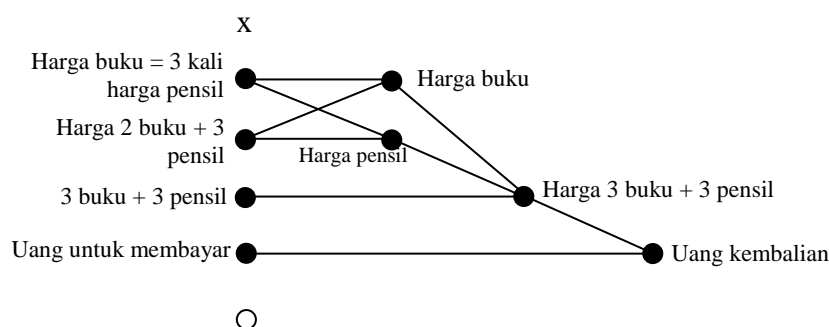 x
Harga buku = 3 kali
harga pensil
Harga buku
Harga 2 buku + 3
pensil
Harga pensil
3 buku + 3 pensil
Harga 3 buku + 3 pensil
Uang untuk membayar
Uang kembalian